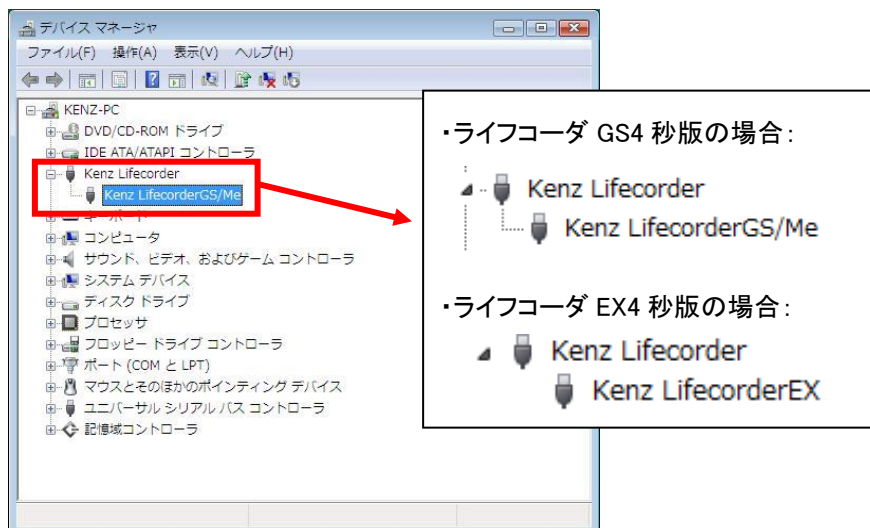 デバイス マネージャ
ファイル(F) 操作(A) 表示(V) ヘルプ(H)
KENZ-PC
DVD/CD-ROM ドライブ
IDE ATA/ATAPI コントローラ
Kenz Lifecorder
Kenz LifecorderGS/Me
キーボード
コンピュータ
サウンド、ビデオ、およびゲーム コントローラ
システム デバイス
ディスク ドライブ
プロセッサ
フロッピー ドライブ コントローラ
ポート (COM と LPT)
マウスとそのほかのポインティング デバイス
ユニバーサル シリアル バス コントローラ
記憶域コントローラ
・ライフコーダ GS4 秒版の場合:
Kenz Lifecorder
Kenz LifecorderGS/Me
・ライフコーダ EX4 秒版の場合:
Kenz Lifecorder
Kenz LifecorderEX